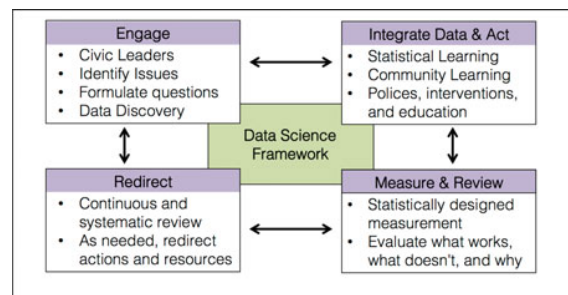 Engage
• Civic Leaders
• Identify Issues
• Formulate questions
• Data Discovery
Integrate Data & Act
• Statistical Learning
• Community Learning
• Polices, interventions,
and education
Data Science
Framework
Redirect
• Continuous and
systematic review
• As needed, redirect
actions and resources
Measure & Review
• Statistically designed
measurement
• Evaluate what works,
what doesn't, and why